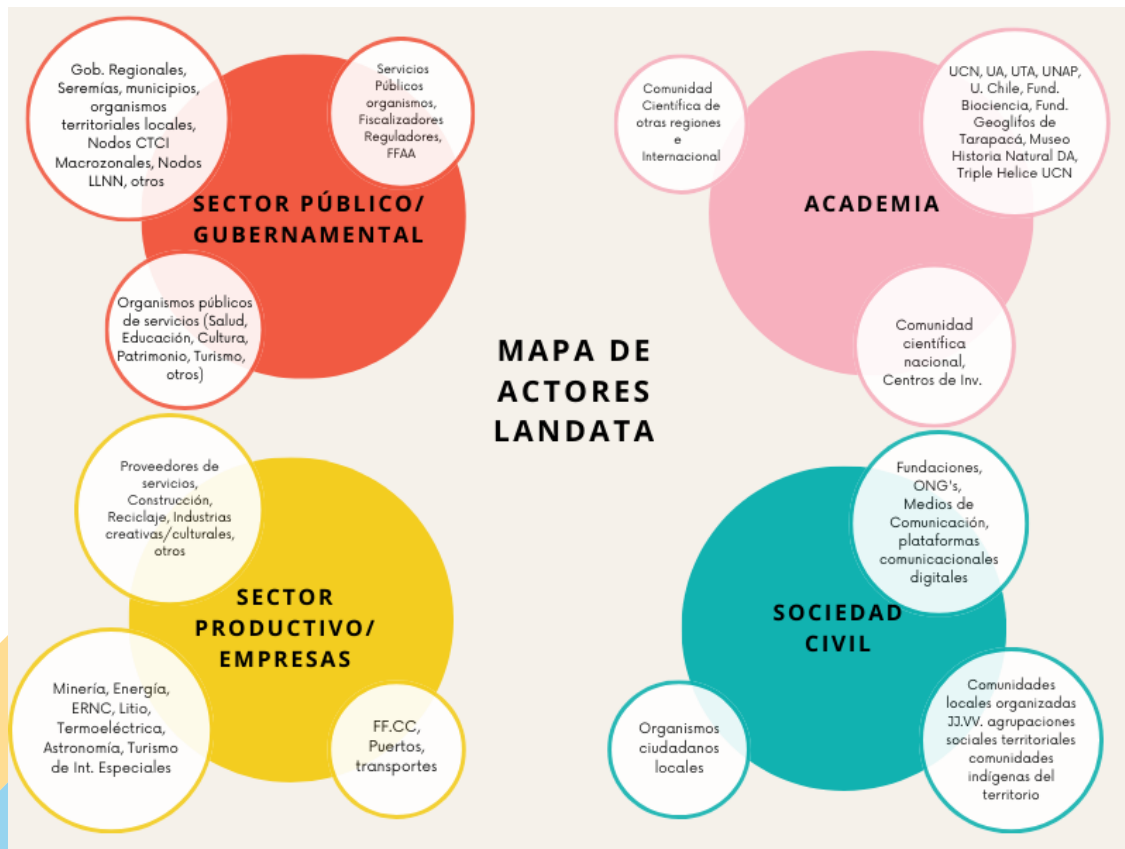 Gob. Regionales,
Seremías, municipios,
organismos
territoriales locales,
Nodos CTCI
Macrozonales, Nodos
LLNN, otros
Servicios
Públicos
organismos,
Fiscalizadores
Reguladores,
FFAA
SECTOR PÚBLICO/
GUBERNAMENTAL
Organismos públicos
de servicios (Salud,
Educación, Cultura,
Patrimonio, Turismo,
otros)
Comunidad
Científica de
otras regiones
e
Internacional
UCN, UA, UTA, UNAP,
U. Chile, Fund.
Biociencia, Fund.
Geoglifos de
Tarapacá, Museo
Historia Natural DA,
Triple Helice UCN
ACADEMIA
Comunidad
científica
nacional,
Centros de Inv.
MAPA DE
ACTORES
LANDATA
Proveedores de
servicios,
Construcción,
Reciclaje, Industrias
creativas/culturales,
otros
SECTOR
PRODUCTIVO/
EMPRESAS
Minería, Energía,
ERNC, Litio,
Termoeléctrica,
Astronomía, Turismo
de Int. Especiales
FF.CC,
Puertos,
transportes
Fundaciones,
ONG's,
Medios de
Comunicación,
plataformas
comunicacionales
digitales
SOCIEDAD
CIVIL
Organismos
ciudadanos
locales
Comunidades
locales organizadas
JJ.VV. agrupaciones
sociales territoriales
comunidades
indígenas del
territorio